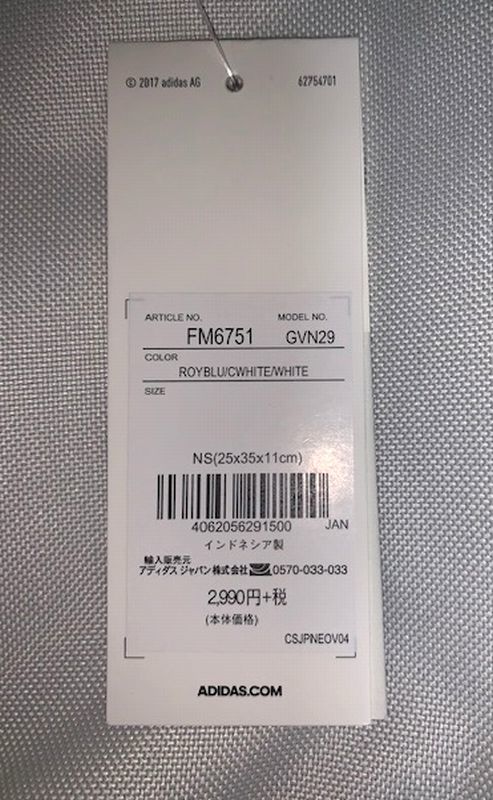 © 2017 adidas AG 62754701
ARTICLE NO. MODEL NO.
FM6751 GVN29
COLOR
ROYBLU/CWHITE/WHITE
SIZE
NS(25x35x11cm)
4062056291500 JAN
インドネシア製
輸入販売元
アディダス ジャパン株式会社 0570-033-033
2,990円+税
(本体価格)
CSJPNEOV04
ADIDAS.COM